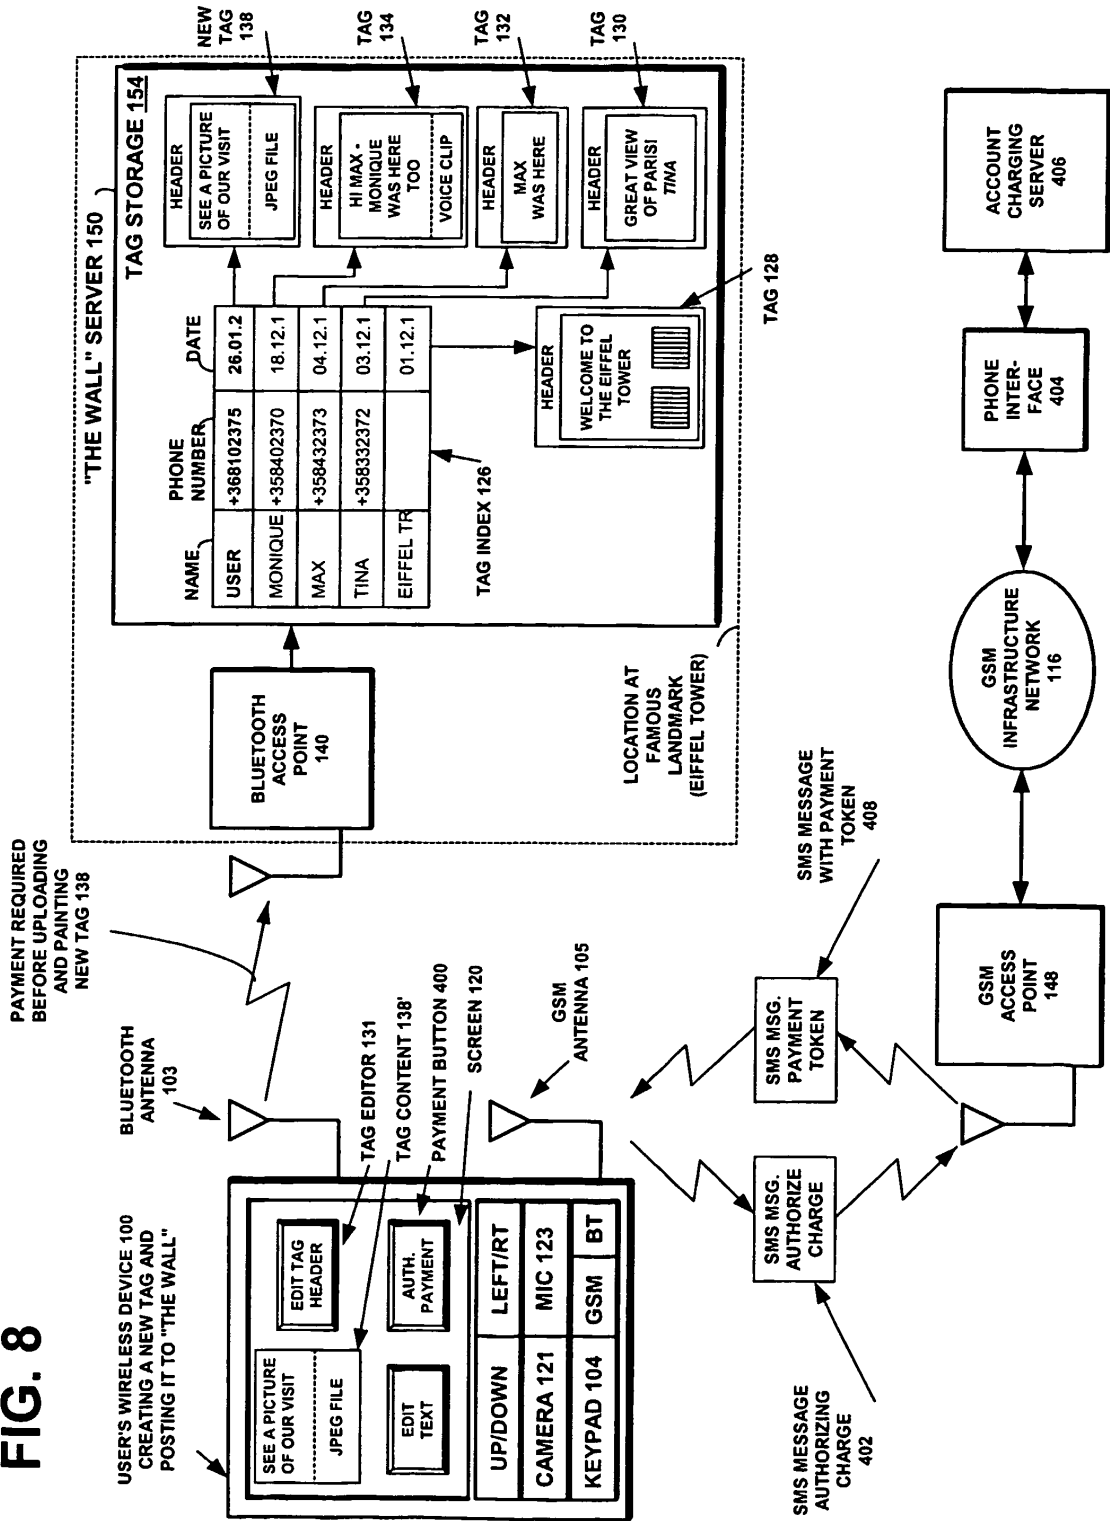 FIG. 8
USER'S WIRELESS DEVICE 100
CREATING A NEW TAG AND
POSTING IT TO "THE WALL"
SEE A PICTURE
OF OUR VISIT
JPEG FILE
EDIT TAG
HEADER
EDIT
TEXT
AUTH.
PAYMENT
UP/DOWN
LEFT/RT
CAMERA 121
MIC 123
KEYPAD 104
GSM
BT
BLUETOOTH
ANTENNA
103
TAG EDITOR 131
TAG CONTENT 138'
PAYMENT BUTTON 400
SCREEN 120
GSM
ANTENNA 105
PAYMENT REQUIRED
BEFORE UPLOADING
AND PAINTING
NEW TAG 138
BLUETOOTH
ACCESS
POINT
140
"THE WALL" SERVER 150
TAG STORAGE 154
NAME
PHONE
NUMBER
DATE
USER +368102375 26.01.2
MONIQUE +358402370 18.12.1
MAX +358432373 04.12.1
TINA +358332372 03.12.1
EIFFEL TR 01.12.1
TAG INDEX 126
HEADER
SEE A PICTURE
OF OUR VISIT
JPEG FILE
NEW
TAG
138
HEADER
HI MAX -
MONIQUE
WAS HERE
TOO
VOICE CLIP
TAG
134
HEADER
MAX
WAS HERE
TAG
132
HEADER
GREAT VIEW
OF PARIS!
TINA
TAG
130
HEADER
WELCOME TO
THE EIFFEL
TOWER
TAG 128
LOCATION AT
FAMOUS
LANDMARK
(EIFFEL TOWER)
SMS MESSAGE
AUTHORIZING
CHARGE
402
SMS MSG.
AUTHORIZE
CHARGE
SMS MSG.
PAYMENT
TOKEN
SMS MESSAGE
WITH PAYMENT
TOKEN
408
GSM
ACCESS
POINT
148
GSM
INFRASTRUCTURE
NETWORK
116
PHONE
INTER-
FACE
404
ACCOUNT
CHARGING
SERVER
406